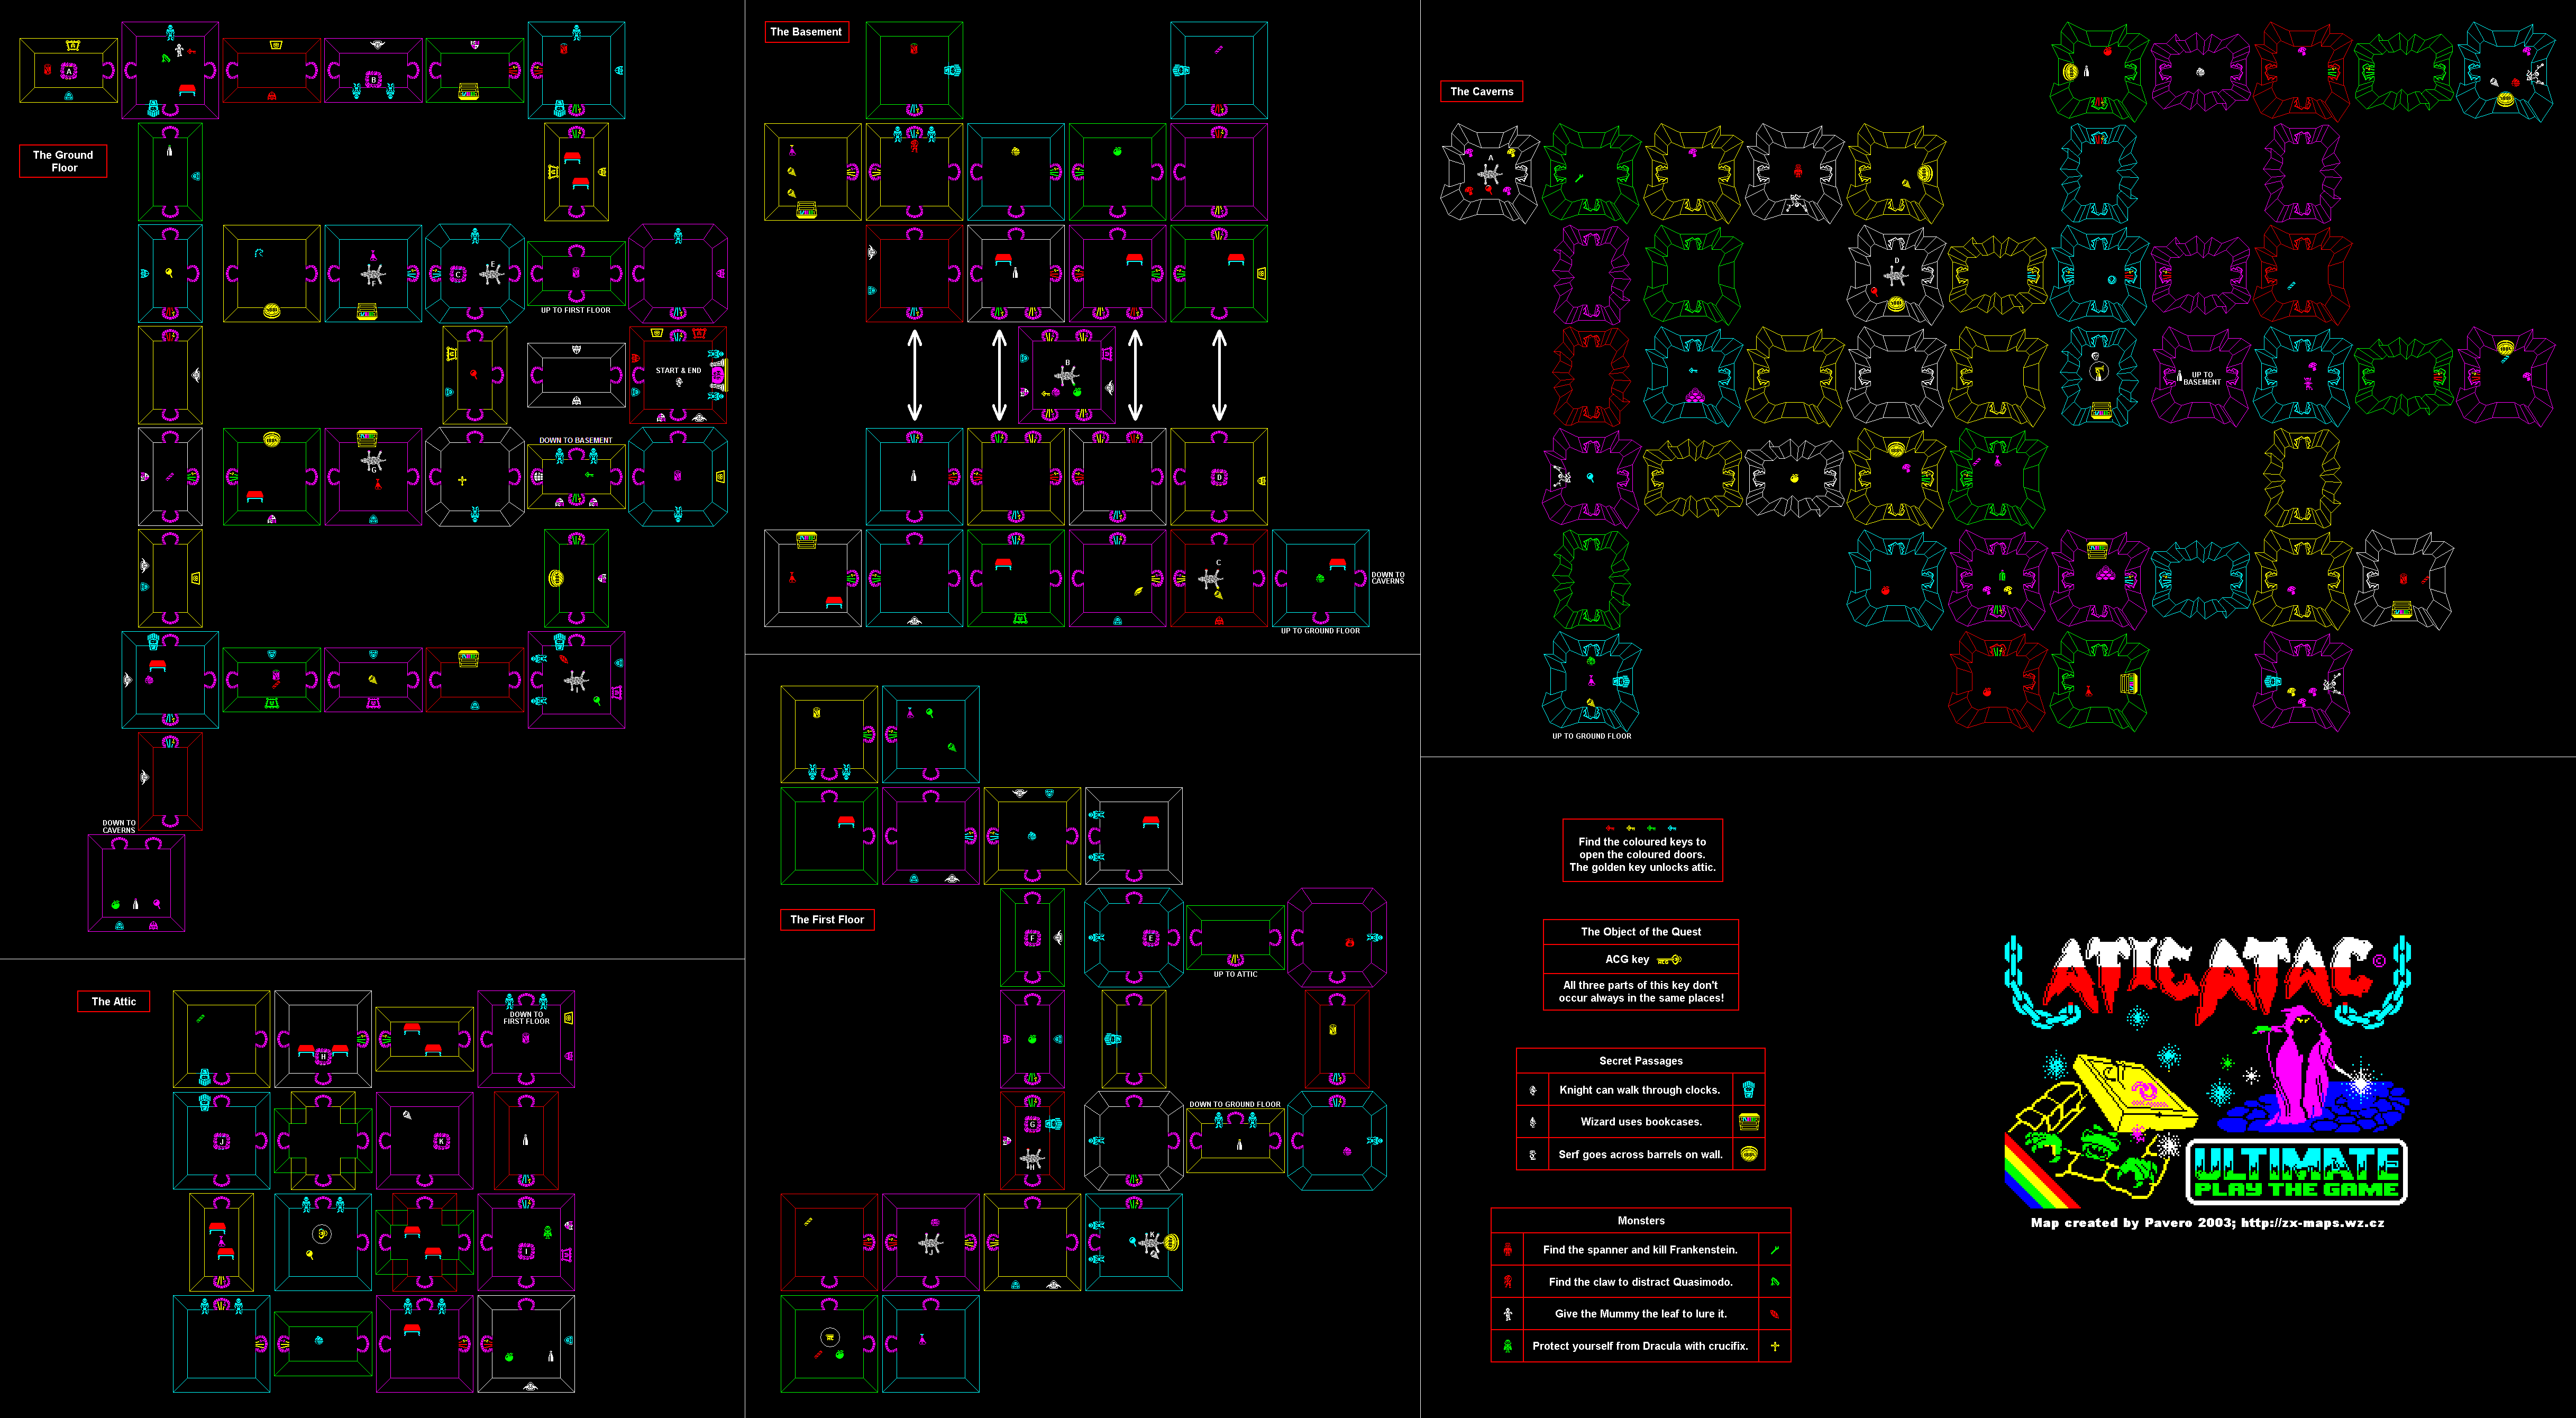 The Ground
Floor
A
B
F
C
E
UP TO FIRST FLOOR
START & END
G
DOWN TO BASEMENT
I
DOWN TO
CAVERNS
The Attic
H
DOWN TO
FIRST FLOOR
J
K
I
The Basement
B
D
C
DOWN TO
CAVERNS
UP TO GROUND FLOOR
The First Floor
F
E
UP TO ATTIC
G
H
DOWN TO GROUND FLOOR
J
K
The Caverns
A
D
UP TO
BASEMENT
UP TO GROUND FLOOR
Find the coloured keys to
open the coloured doors.
The golden key unlocks attic.
The Object of the Quest
ACG key
All three parts of this key don't
occur always in the same places!
Secret Passages
Knight can walk through clocks.
Wizard uses bookcases.
Serf goes across barrels on wall.
Monsters
Find the spanner and kill Frankenstein.
Find the claw to distract Quasimodo.
Give the Mummy the leaf to lure it.
Protect yourself from Dracula with crucifix.
ATIC ATAC ©
ULTIMATE
PLAY THE GAME
Map created by Pavero 2003; http://zx-maps.wz.cz